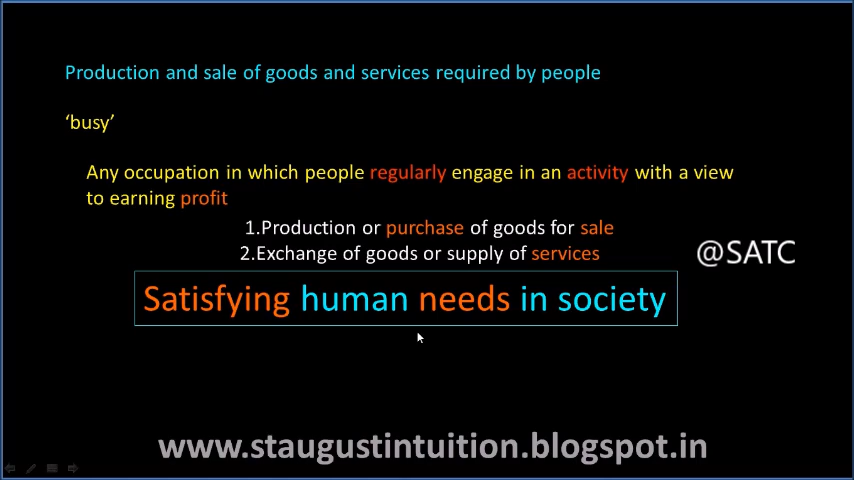 Production and sale of goods and services required by people
‘busy’
Any occupation in which people regularly engage in an activity with a view
to earning profit
1.Production or purchase of goods for sale
2.Exchange of goods or supply of services
@SATC
Satisfying human needs in society
www.staugustintuition.blogspot.in